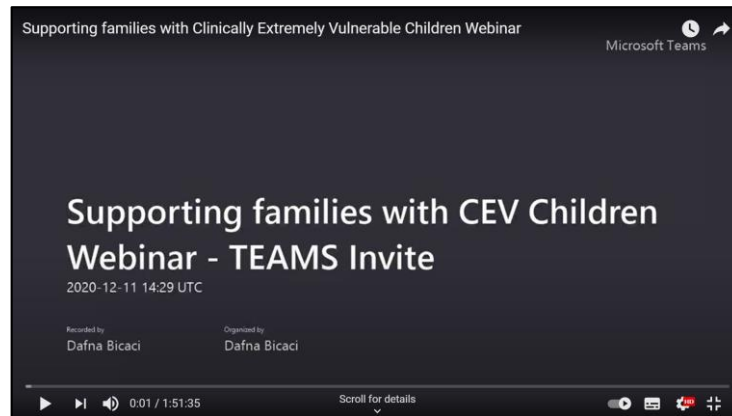 Supporting families with Clinically Extremely Vulnerable Children Webinar
Microsoft Teams
Supporting families with CEV Children
Webinar - TEAMS Invite
2020-12-11 14:29 UTC
Recorded by Organized by
Dafna Bicaci Dafna Bicaci
0:01 / 1:51:35 Scroll for details HD